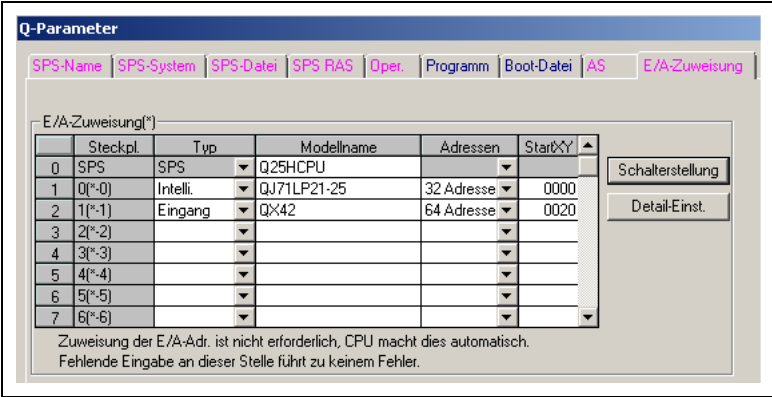 Q-Parameter
SPS-Name SPS-System SPS-Datei SPS RAS Oper. Programm Boot-Datei AS E/A-Zuweisung
E/A-Zuweisung(*)
Steckpl. Typ Modellname Adressen StartXY
0 SPS SPS Q25HCPU
1 0(*-0) Intelli. QJ71LP21-25 32 Adresse 0000
2 1(*-1) Eingang QX42 64 Adresse 0020
3 2(*-2)
4 3(*-3)
5 4(*-4)
6 5(*-5)
7 6(*-6)
Schalterstellung
Detail-Einst.
Zuweisung der E/A-Adr. ist nicht erforderlich, CPU macht dies automatisch.
Fehlende Eingabe an dieser Stelle führt zu keinem Fehler.